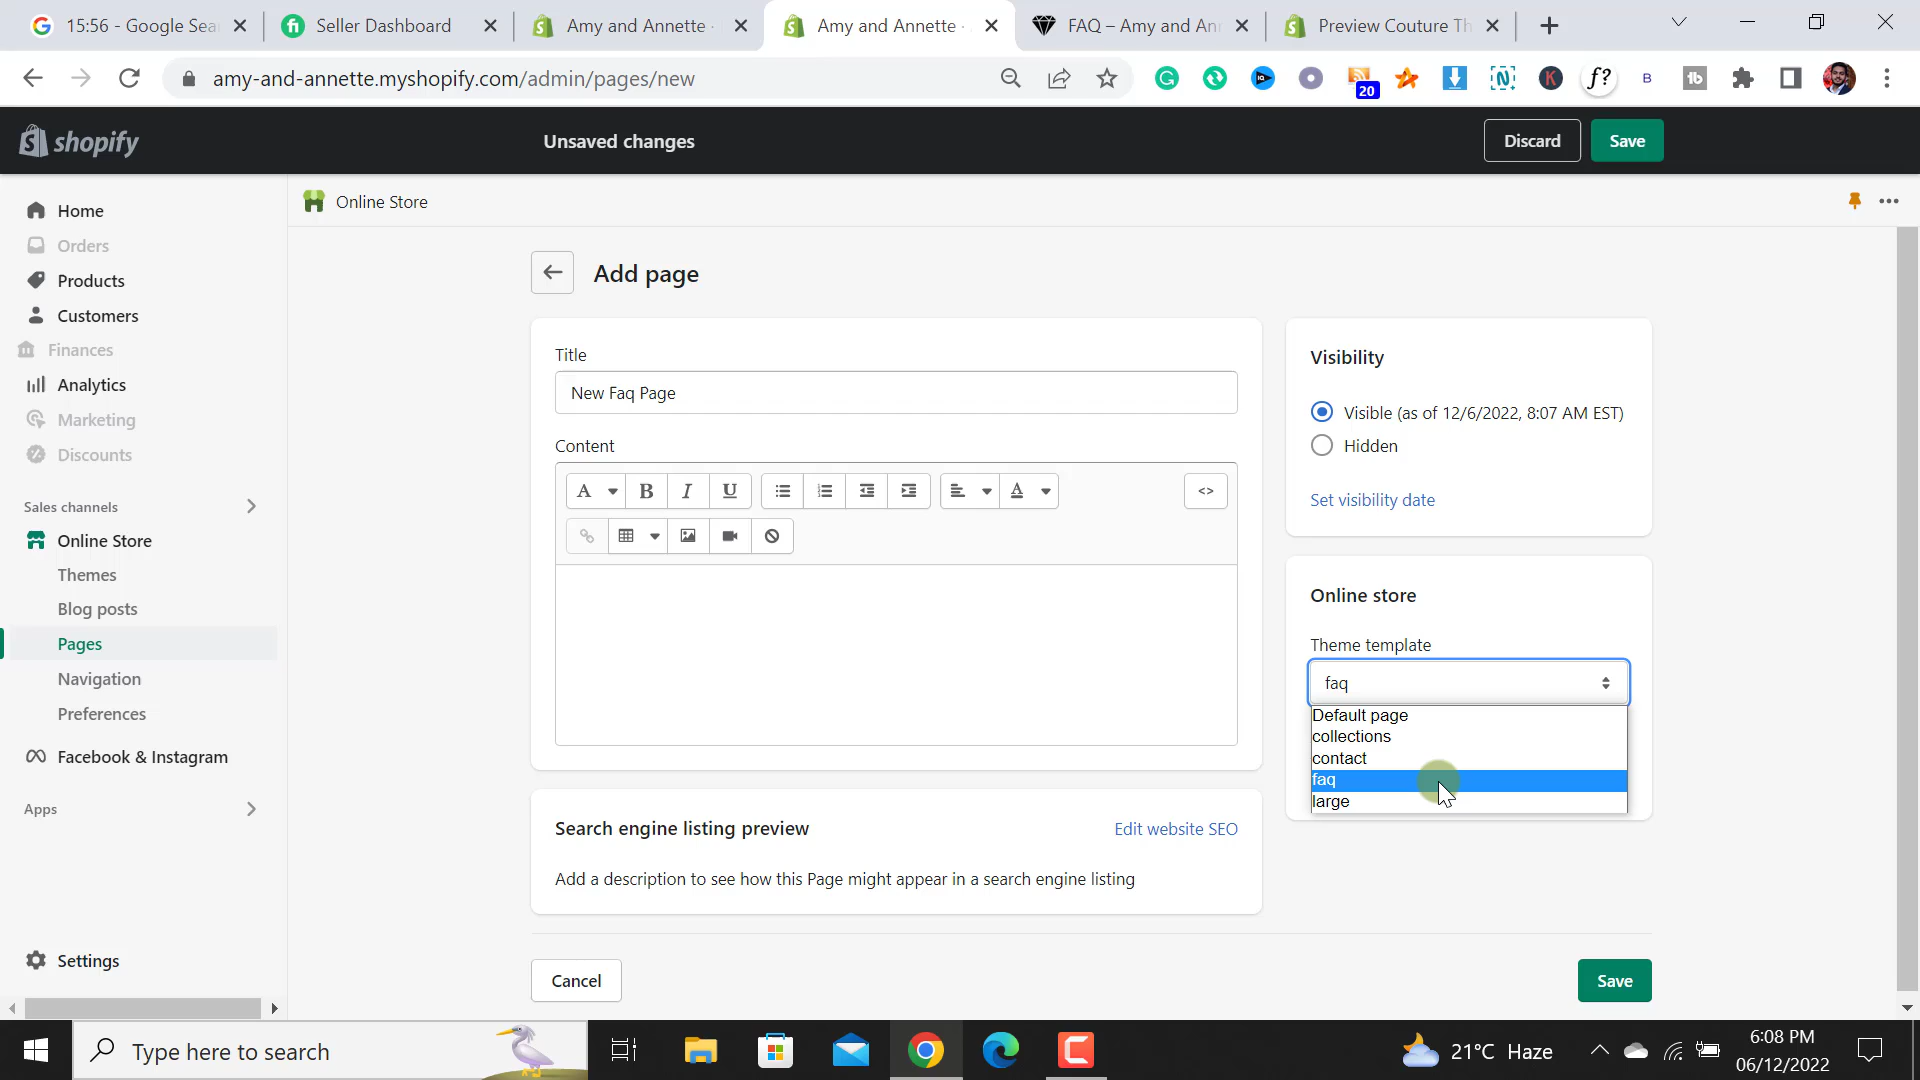 15:56 - Google Sea
Seller Dashboard
Amy and Annette ·
Amy and Annette ·
FAQ – Amy and An
Preview Couture Th
amy-and-annette.myshopify.com/admin/pages/new
20
f?
B
K
tb
shopify
Unsaved changes
Discard
Save
Home
Orders
Products
Customers
Finances
Analytics
Marketing
Discounts
Sales channels
Online Store
Themes
Blog posts
Pages
Navigation
Preferences
Facebook & Instagram
Apps
Settings
Online Store
Add page
Title
New Faq Page
Content
A
B
I
U
A
<>
Search engine listing preview
Edit website SEO
Add a description to see how this Page might appear in a search engine listing
Cancel
Save
Visibility
Visible (as of 12/6/2022, 8:07 AM EST)
Hidden
Set visibility date
Online store
Theme template
faq
Default page
collections
contact
faq
large
Type here to search
21°C Haze
6:08 PM
06/12/2022